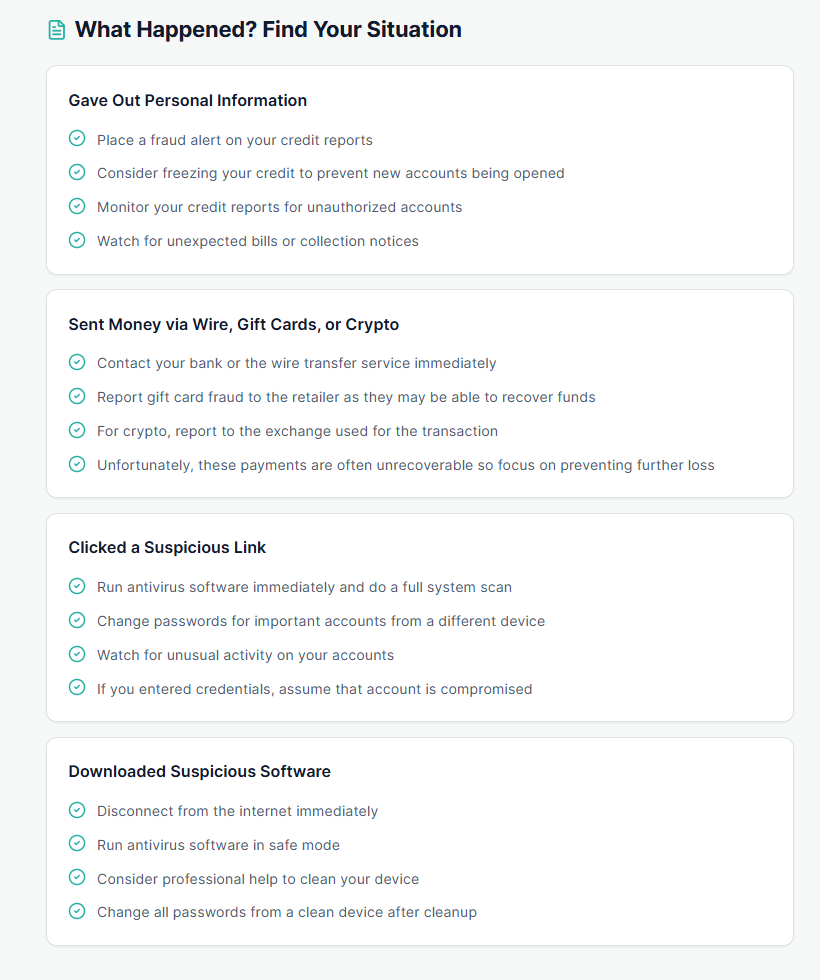 What Happened? Find Your Situation
Gave Out Personal Information
Place a fraud alert on your credit reports
Consider freezing your credit to prevent new accounts being opened
Monitor your credit reports for unauthorized accounts
Watch for unexpected bills or collection notices
Sent Money via Wire, Gift Cards, or Crypto
Contact your bank or the wire transfer service immediately
Report gift card fraud to the retailer as they may be able to recover funds
For crypto, report to the exchange used for the transaction
Unfortunately, these payments are often unrecoverable so focus on preventing further loss
Clicked a Suspicious Link
Run antivirus software immediately and do a full system scan
Change passwords for important accounts from a different device
Watch for unusual activity on your accounts
If you entered credentials, assume that account is compromised
Downloaded Suspicious Software
Disconnect from the internet immediately
Run antivirus software in safe mode
Consider professional help to clean your device
Change all passwords from a clean device after cleanup